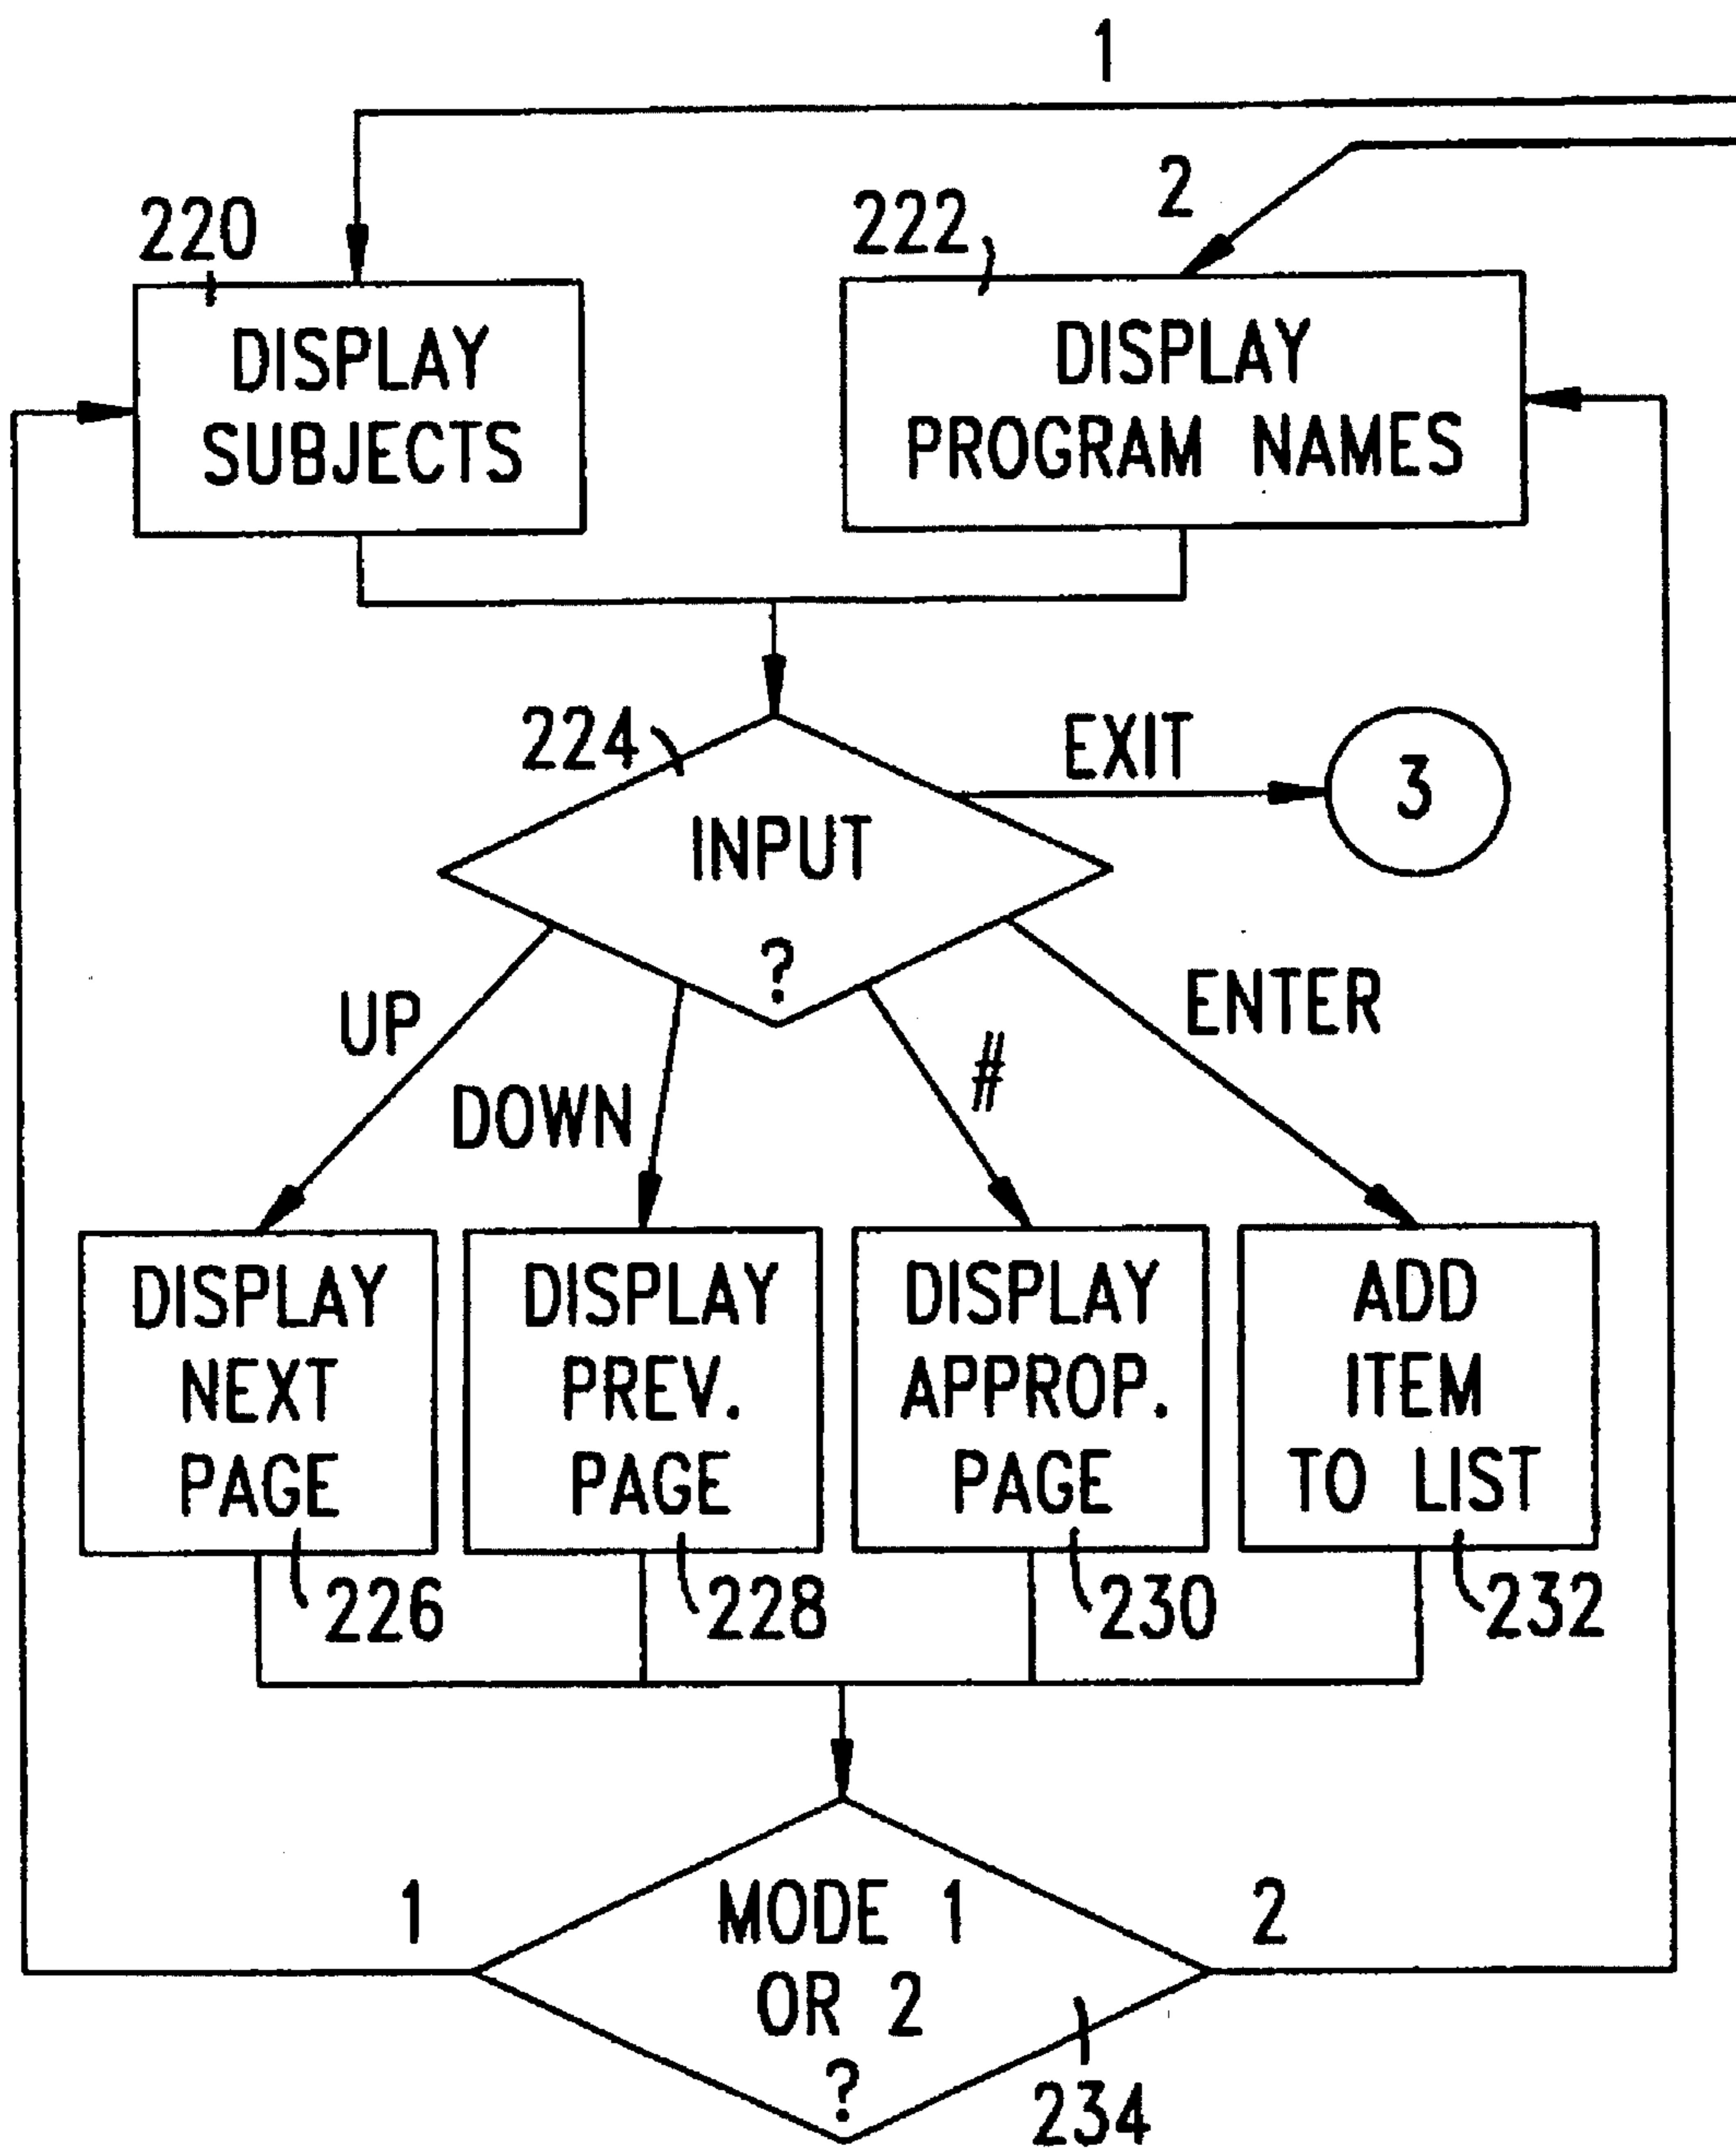 1
2
220
222
DISPLAY
SUBJECTS
DISPLAY
PROGRAM NAMES
224
EXIT
3
INPUT
?
UP
DOWN
#
ENTER
DISPLAY
NEXT
PAGE
DISPLAY
PREV.
PAGE
DISPLAY
APPROP.
PAGE
ADD
ITEM
TO LIST
226
228
230
232
1
MODE 1
OR 2
?
2
234